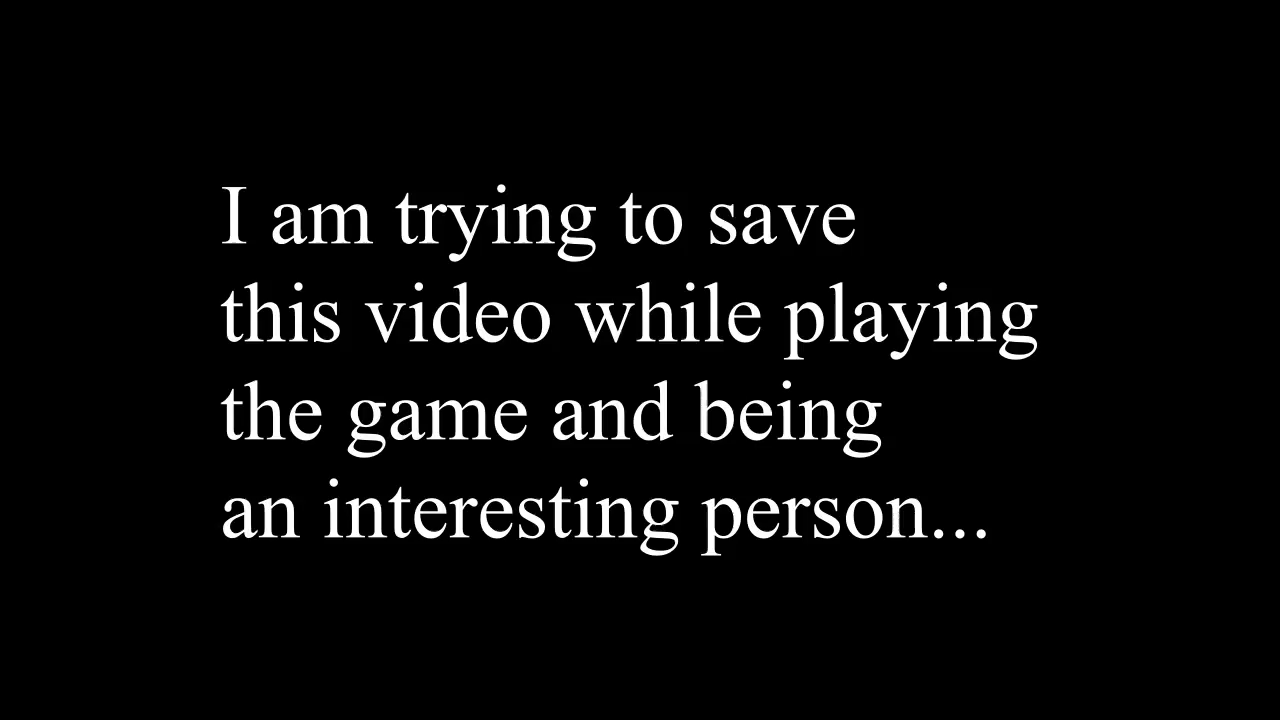 I am trying to save
this video while playing
the game and being
an interesting person...